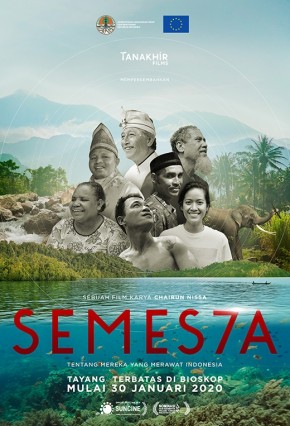 TANAKHIR
FILMS
SEBUAH FILM KARYA CHAIRUN NISSA
SEMES7A
TENTANG MEREKA YANG MERAWAT INDONESIA
TAYANG TERBATAS DI BIOSKOP
MULAI 30 JANUARI 2020
SUNCINE